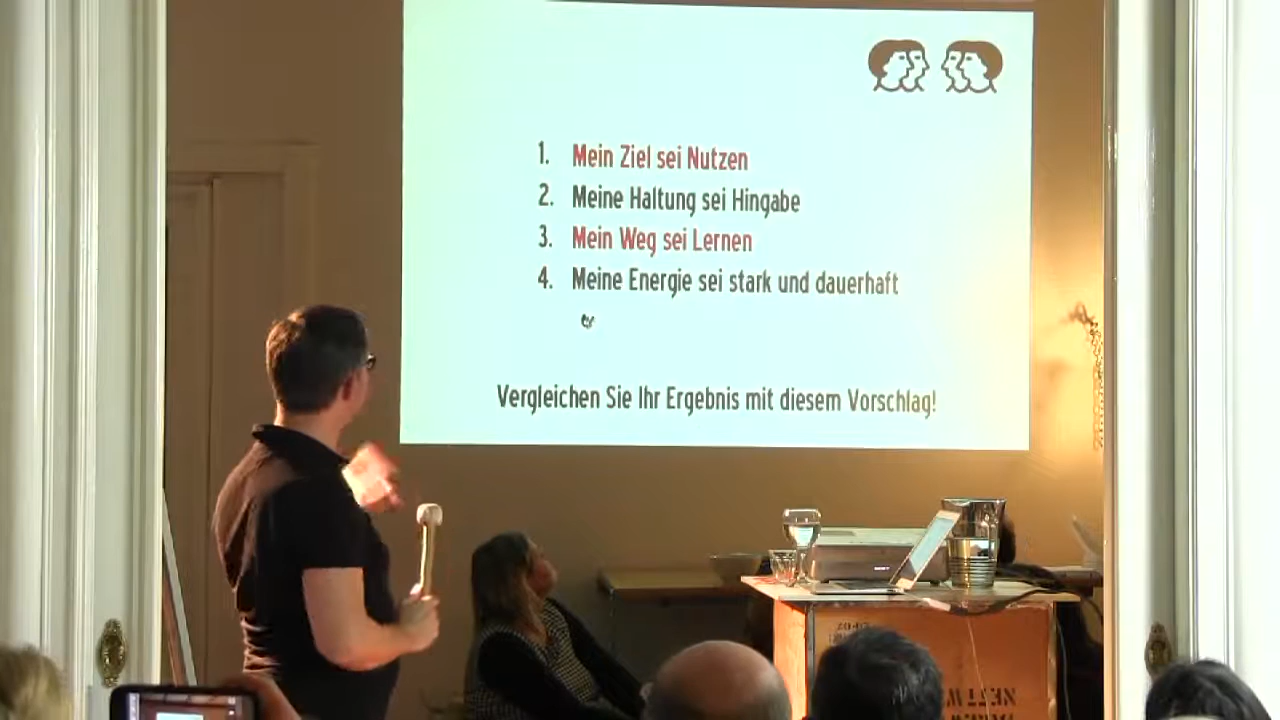 1. Mein Ziel sei Nutzen
2. Meine Haltung sei Hingabe
3. Mein Weg sei Lernen
4. Meine Energie sei stark und dauerhaft
Vergleichen Sie Ihr Ergebnis mit diesem Vorschlag!